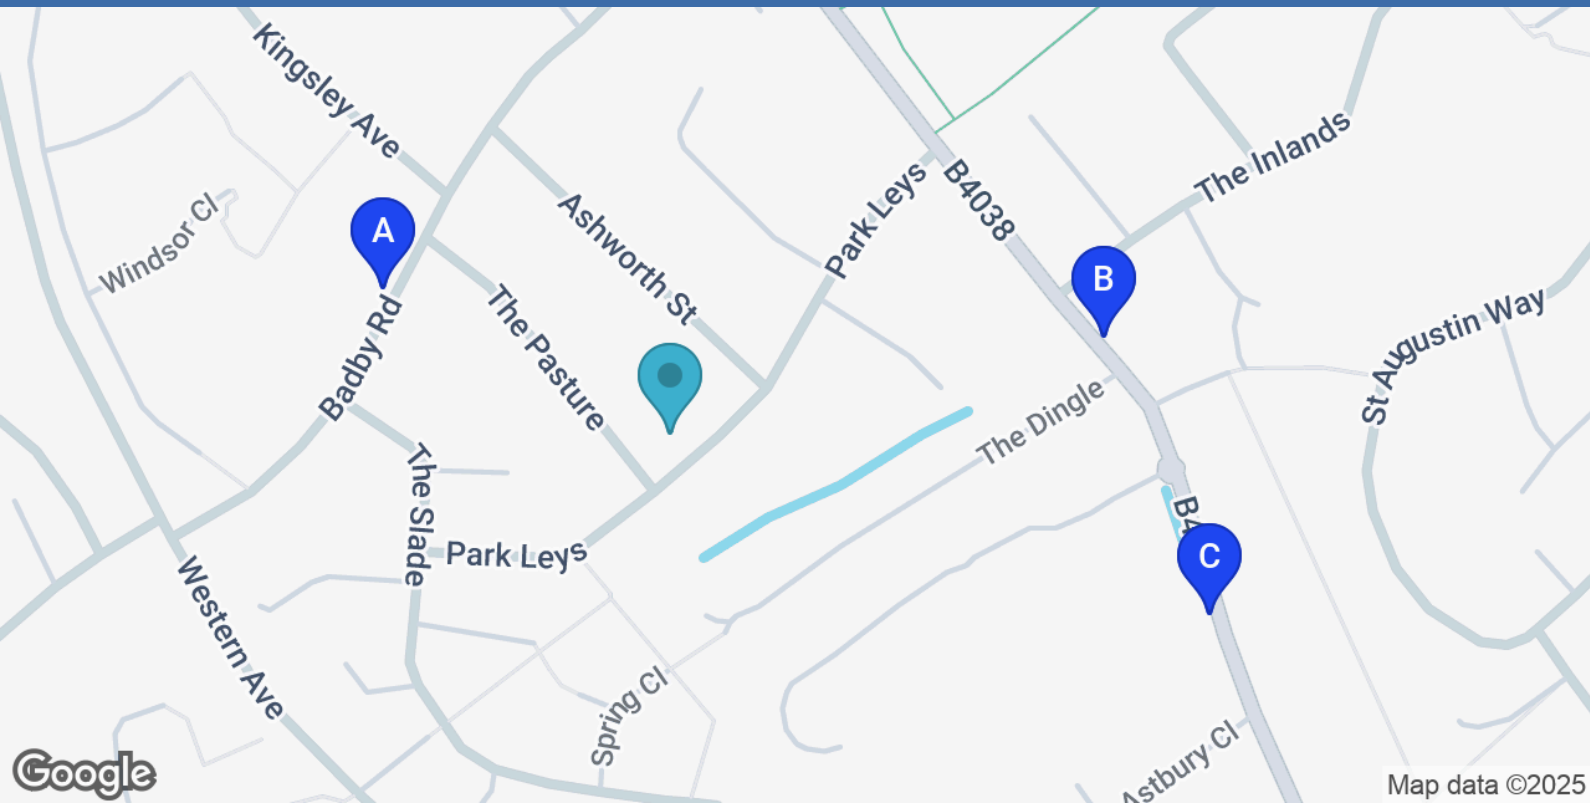 Kingsley Ave
Windsor Cl
A
Ashworth St
Park Leys
B4038
The Inlands
B
Badby Rd
The Pasture
St Augustin Way
The Dingle
The Slade
Park Leys
C
Western Ave
Spring Cl
Astbury Cl
Google
Map data ©2025